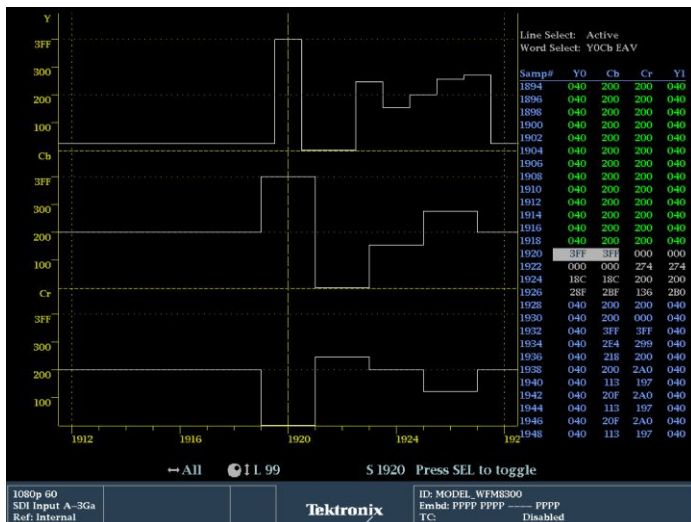 Y
3FF
300
200
100
Cb
3FF
300
200
100
Cr
3FF
300
200
100
1912 1916 1920 1924 192
Line Select: Active
Word Select: Y0Cb EAV
Samp# Y0 Cb Cr Y1
1894 040 200 200 040
1896 040 200 200 040
1898 040 200 200 040
1900 040 200 200 040
1902 040 200 200 040
1904 040 200 200 040
1906 040 200 200 040
1908 040 200 200 040
1910 040 200 200 040
1912 040 200 200 040
1914 040 200 200 040
1916 040 200 200 040
1918 040 200 200 040
1920 3FF 3FF 000 000
1922 000 000 274 274
1924 18C 18C 200 200
1926 28F 2BF 136 2B0
1928 040 200 200 040
1930 040 200 000 040
1932 040 3FF 3FF 040
1934 040 2E4 299 040
1936 040 218 200 040
1938 040 200 2A0 040
1940 040 113 197 040
1942 040 20F 2A0 040
1944 040 113 197 040
1946 040 20F 2A0 040
1948 040 113 197 040
↔All ↕ L 99 S 1920 Press SEL to toggle
1080p 60
SDI Input A–3Ga
Ref: Internal
Tektronix
ID: MODEL_WFM8300
Embd: PPPP PPPP –––– PPPP
TC: Disabled